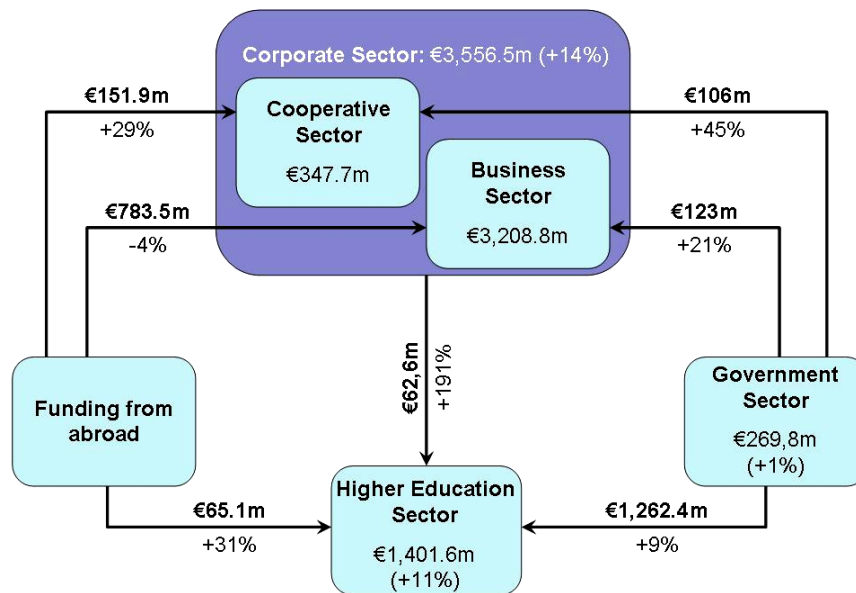 Corporate Sector: €3,556.5m (+14%)
€151.9m
+29%
Cooperative
Sector
€347.7m
€106m
+45%
Business
Sector
€3,208.8m
€783.5m
-4%
€123m
+21%
€62,6m
+191%
Funding from
abroad
Government
Sector
€269,8m
(+1%)
€65.1m
+31%
Higher Education
Sector
€1,401.6m
(+11%)
€1,262.4m
+9%